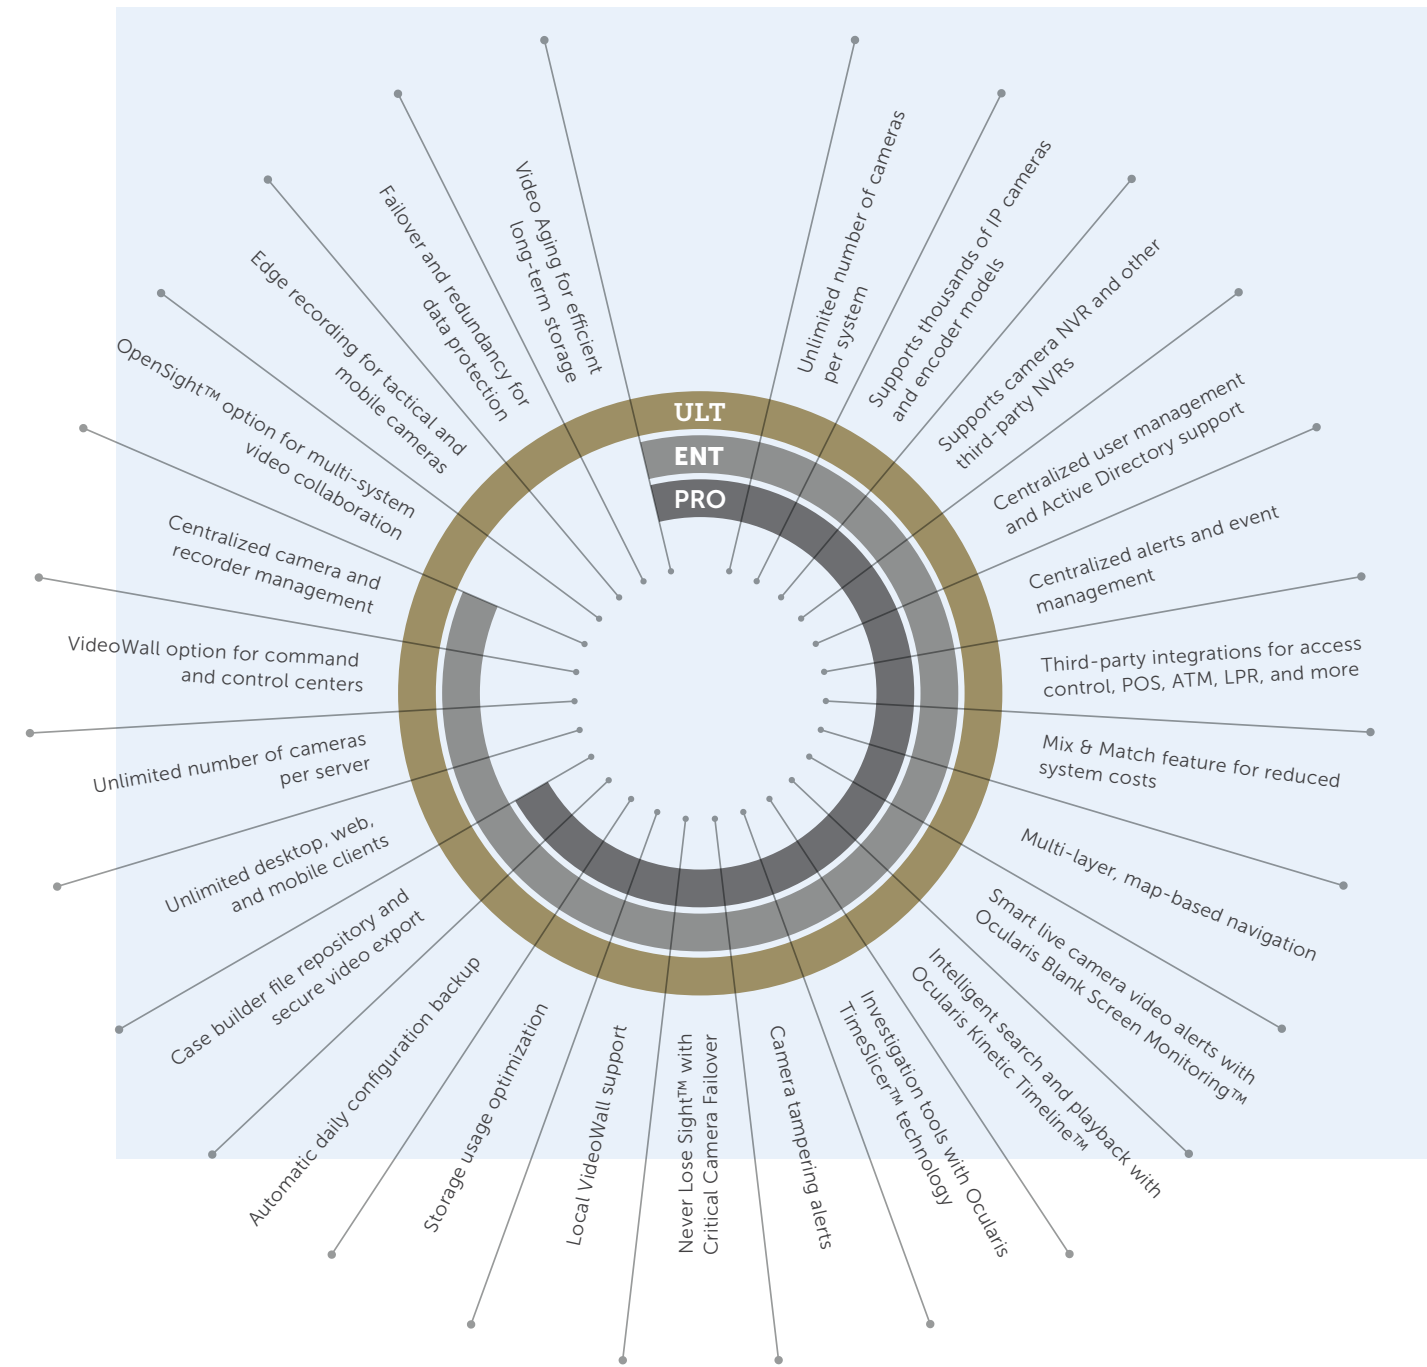 ULT
ENT
PRO
Unlimited number of cameras
per system
Supports thousands of IP cameras
and encoder models
Supports camera NVR and other
third-party NVRs
Centralized user management
and Active Directory support
Centralized alerts and event
management
Third-party integrations for access
control, POS, ATM, LPR, and more
Mix & Match feature for reduced
system costs
Multi-layer, map-based navigation
Smart live camera video alerts with
Ocularis Blank Screen Monitoring™
Intelligent search and playback with
Ocularis Kinetic Timeline™
Investigation tools with Ocularis
TimeSlicer™ technology
Camera tampering alerts
Never Lose Sight™ with
Critical Camera Failover
Local VideoWall support
Storage usage optimization
Automatic daily configuration backup
Case builder file repository and
secure video export
Unlimited desktop, web,
and mobile clients
Unlimited number of cameras
per server
VideoWall option for command
and control centers
Centralized camera and
recorder management
OpenSight™ option for multi-system
video collaboration
Edge recording for tactical and
mobile cameras
Failover and redundancy for
data protection
Video Aging for efficient
long-term storage